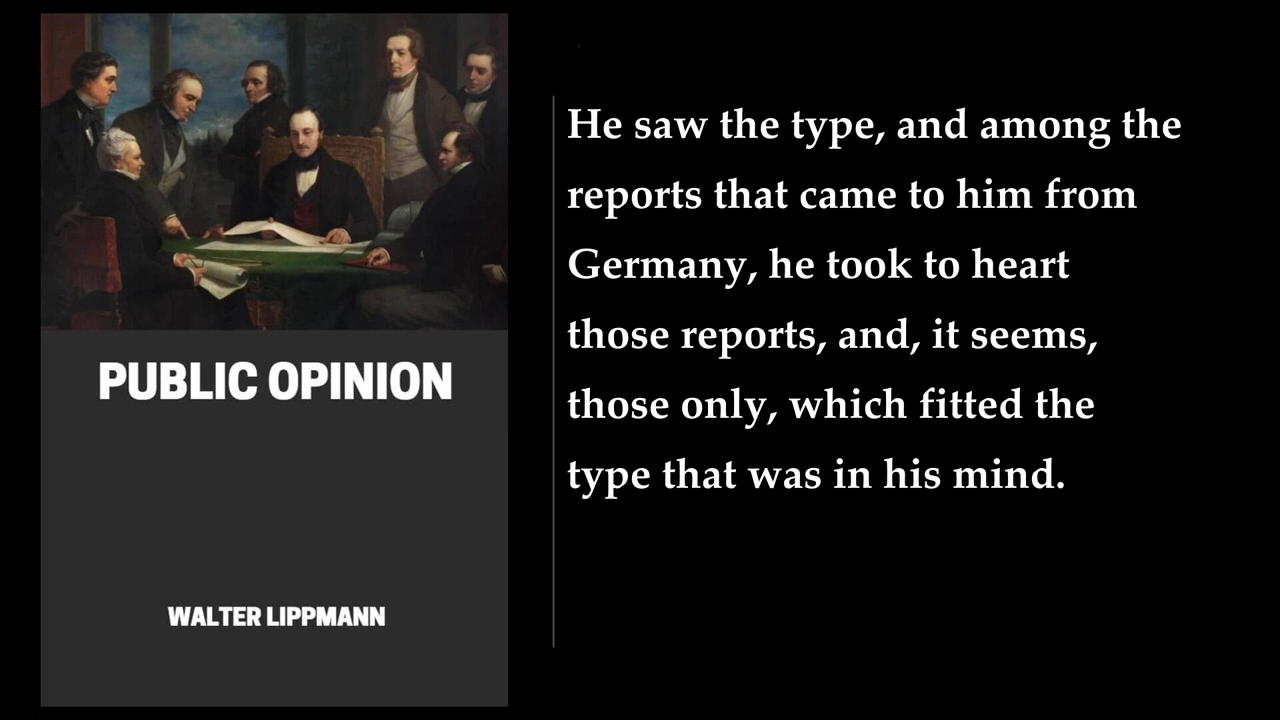 PUBLIC OPINION
WALTER LIPPMANN
He saw the type, and among the
reports that came to him from
Germany, he took to heart
those reports, and, it seems,
those only, which fitted the
type that was in his mind.